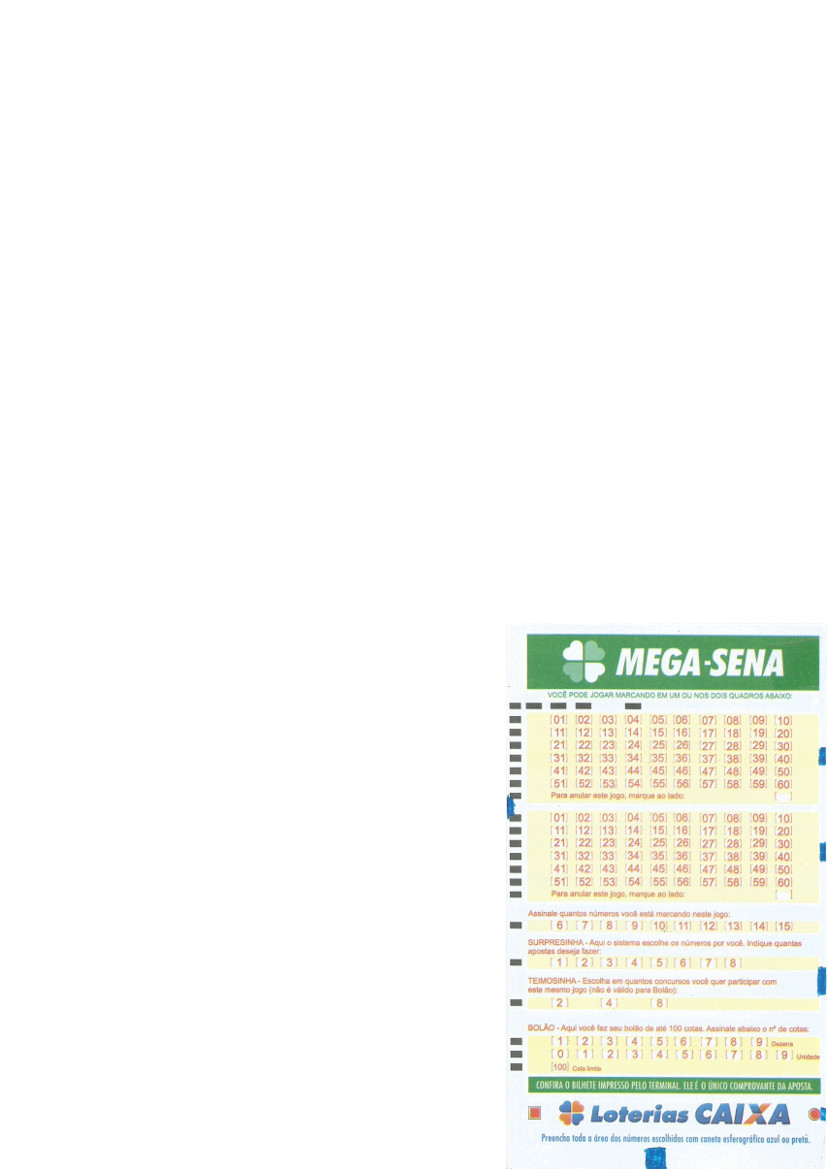 MEGA-SENA
VOCÊ PODE JOGAR MARCANDO EM UM OU NOS DOIS QUADROS ABAIXO:
[01] [02] [03] [04] [05] [06] [07] [08] [09] [10]
[11] [12] [13] [14] [15] [16] [17] [18] [19] [20]
[21] [22] [23] [24] [25] [26] [27] [28] [29] [30]
[31] [32] [33] [34] [35] [36] [37] [38] [39] [40]
[41] [42] [43] [44] [45] [46] [47] [48] [49] [50]
[51] [52] [53] [54] [55] [56] [57] [58] [59] [60]
Para anular este jogo, marque ao lado: [ ]
[01] [02] [03] [04] [05] [06] [07] [08] [09] [10]
[11] [12] [13] [14] [15] [16] [17] [18] [19] [20]
[21] [22] [23] [24] [25] [26] [27] [28] [29] [30]
[31] [32] [33] [34] [35] [36] [37] [38] [39] [40]
[41] [42] [43] [44] [45] [46] [47] [48] [49] [50]
[51] [52] [53] [54] [55] [56] [57] [58] [59] [60]
Para anular este jogo, marque ao lado: [ ]
Assinale quantos números você está marcando neste jogo:
[ 6 ] [ 7 ] [ 8 ] [ 9 ] [10] [11] [12] [13] [14] [15]
SURPRESINHA - Aqui o sistema escolhe os números por você. Indique quantas
apostas deseja fazer:
[ 1 ] [ 2 ] [ 3 ] [ 4 ] [ 5 ] [ 6 ] [ 7 ] [ 8 ]
TEIMOSINHA - Escolha em quantos concursos você quer participar com
este mesmo jogo (não é válido para Bolão):
[ 2 ] [ 4 ] [ 8 ]
BOLÃO - Aqui você faz seu bolão de até 100 cotas. Assinale abaixo o nº de cotas:
[ 1 ] [ 2 ] [ 3 ] [ 4 ] [ 5 ] [ 6 ] [ 7 ] [ 8 ] [ 9 ] Dezena
[ 0 ] [ 1 ] [ 2 ] [ 3 ] [ 4 ] [ 5 ] [ 6 ] [ 7 ] [ 8 ] [ 9 ] Unidade
[100] Cota limite
CONFIRA O BILHETE IMPRESSO PELO TERMINAL. ELE É O ÚNICO COMPROVANTE DA APOSTA.
Loterias CAIXA
Preencha toda a área dos números escolhidos com caneta esferográfica azul ou preta.